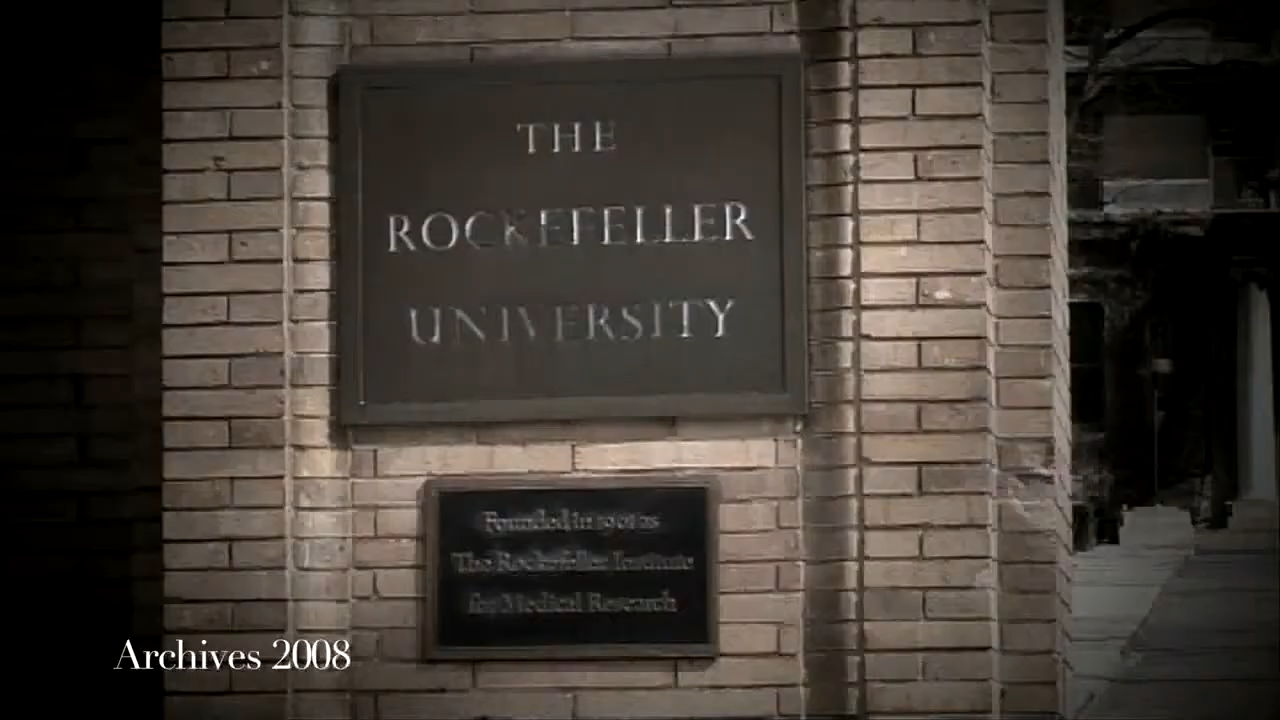 THE
ROCKEFELLER
UNIVERSITY
Founded in 1901 as
The Rockefeller Institute
for Medical Research
Archives 2008